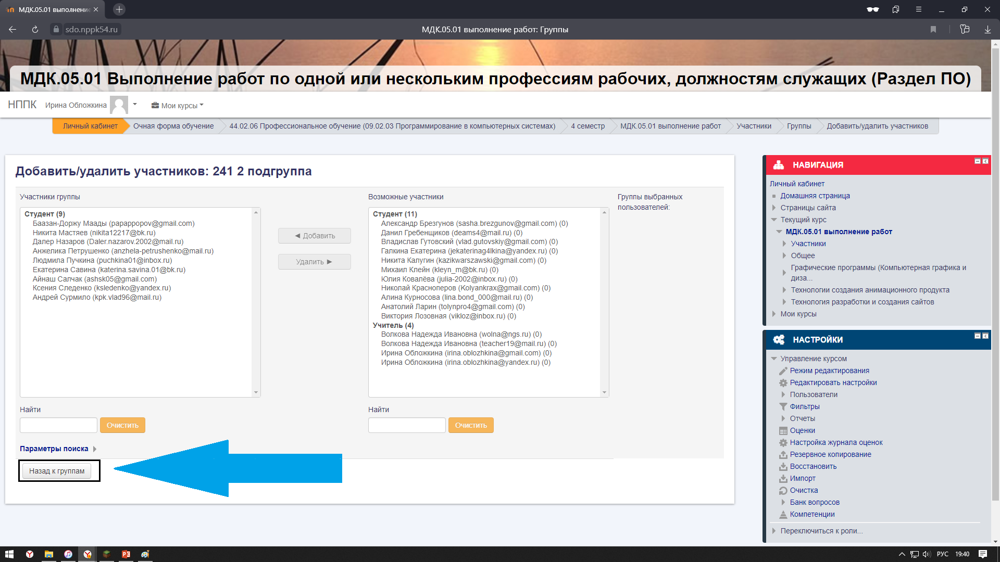 МДК.05.01 выполнение
sdo.nppk54.ru
МДК.05.01 выполнение работ: Группы
МДК.05.01 Выполнение работ по одной или нескольким профессиям рабочих, должностям служащих (Раздел ПО)
НППК
Ирина Обложкина
Мои курсы
Личный кабинет
Очная форма обучение
44.02.06 Профессиональное обучение (09.02.03 Программирование в компьютерных системах)
4 семестр
МДК.05.01 выполнение работ
Участники
Группы
Добавить/удалить участников
Добавить/удалить участников: 241 2 подгруппа
Участники группы
Студент (9)
Баазан-Доржу Маады (papappopov@gmail.com)
Никита Мастяев (nikita12217@bk.ru)
Далер Назаров (Daler.nazarov.2002@mail.ru)
Анжелика Петрушенко (anzhela-petrushenko@mail.ru)
Людмила Пучкина (puchkina01@inbox.ru)
Екатерина Савина (katerina.savina.01@bk.ru)
Айнаш Салчак (ashsk05@gmail.com)
Ксения Следенко (ksledenko@yandex.ru)
Андрей Сурмило (kpk.vlad96@mail.ru)
◄ Добавить
Удалить ►
Возможные участники
Студент (11)
Александр Брезгунов (sasha.brezgunov@gmail.com) (0)
Данил Гребенщиков (deams4@mail.ru) (0)
Владислав Гутовский (vlad.gutovskiy@gmail.com) (0)
Галкина Екатерина (jekaterinag4lkina@yandex.ru) (0)
Никита Калугин (kazikwarszawski@gmail.com) (0)
Михаил Клейн (kleyn_m@bk.ru) (0)
Юлия Ковалёва (julia-2002@inbox.ru) (0)
Николай Красноперов (Kolyankrax@gmail.com) (0)
Алина Курносова (lina.bond_000@mail.ru) (0)
Анатолий Ларин (tolynpro4@gmail.com) (0)
Виктория Лозовная (vikloz@inbox.ru) (0)
Учитель (4)
Волкова Надежда Ивановна (wolna@ngs.ru) (0)
Волкова Надежда Ивановна (teacher19@mail.ru) (0)
Ирина Обложкина (irina.oblozhkina@gmail.com) (0)
Ирина Обложкина (irina.oblozhkina@yandex.ru) (0)
Группы выбранных
пользователей:
Найти
Очистить
Найти
Очистить
Параметры поиска
Назад к группам
НАВИГАЦИЯ
Личный кабинет
Домашняя страница
Страницы сайта
Текущий курс
МДК.05.01 выполнение работ
Участники
Общее
Графические программы (Компьютерная графика и
диза...
Технологии создания анимационного продукта
Технология разработки и создания сайтов
Мои курсы
НАСТРОЙКИ
Управление курсом
Режим редактирования
Редактировать настройки
Пользователи
Фильтры
Отчеты
Оценки
Настройка журнала оценок
Резервное копирование
Восстановить
Импорт
Очистка
Банк вопросов
Компетенции
Переключиться к роли...
РУС
19:40